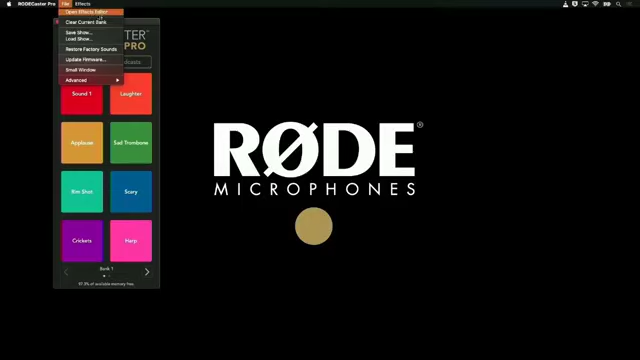 RØDECaster Pro File Effects
Open Effects Editor
Clear Current Bank
Save Show...
Load Show...
Restore Factory Sounds
Update Firmware...
Small Window
Advanced
PRO
Sound 1 Laughter
Applause Sad Trombone
Rim Shot Scary
Crickets Harp
Bank 1
RØDE®
MICROPHONES